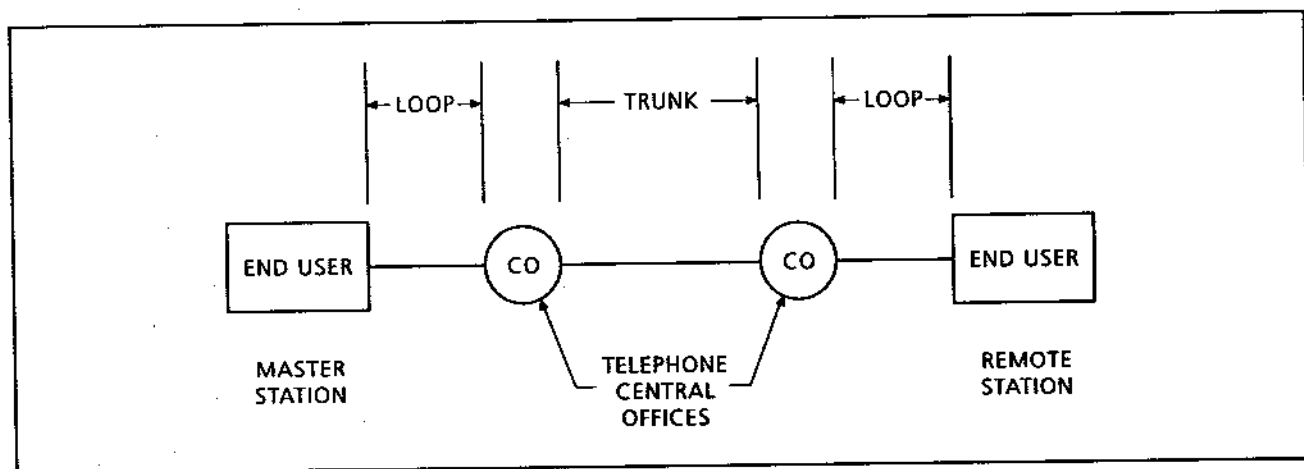 LOOP
TRUNK
LOOP
END USER
CO
CO
END USER
MASTER
STATION
TELEPHONE
CENTRAL
OFFICES
REMOTE
STATION